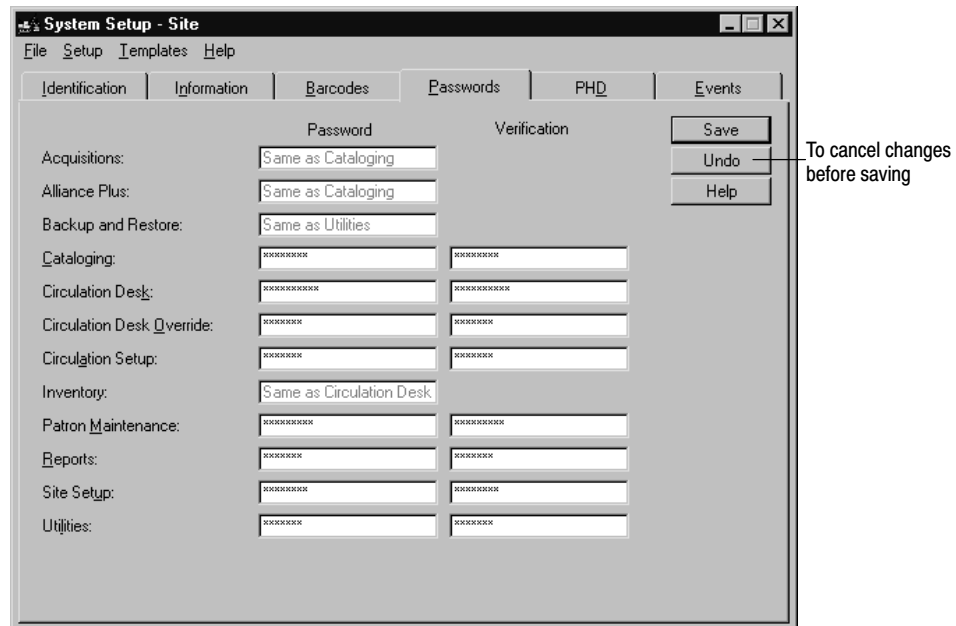 System Setup - Site
File Setup Templates Help
Identification Information Barcodes Passwords PHD Events
Password Verification Save
Acquisitions: Same as Cataloging Undo To cancel changes
before saving
Alliance Plus: Same as Cataloging Help
Backup and Restore: Same as Utilities
Cataloging: ******** ********
Circulation Desk: ********** **********
Circulation Desk Override: ******* *******
Circulation Setup: ******* *******
Inventory: Same as Circulation Desk
Patron Maintenance: ********* *********
Reports: ******* *******
Site Setup: ******** ********
Utilities: ******* *******